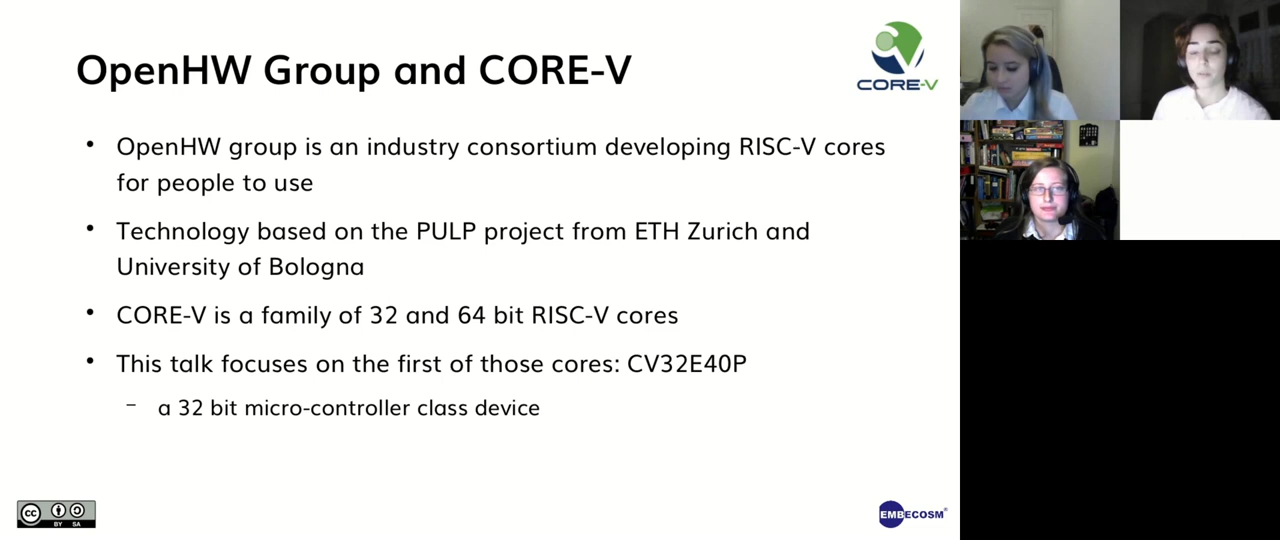 OpenHW Group and CORE-V
CORE-V
• OpenHW group is an industry consortium developing RISC-V cores
for people to use
• Technology based on the PULP project from ETH Zurich and
University of Bologna
• CORE-V is a family of 32 and 64 bit RISC-V cores
• This talk focuses on the first of those cores: CV32E40P
– a 32 bit micro-controller class device
cc
BY SA
EMBECOSM®